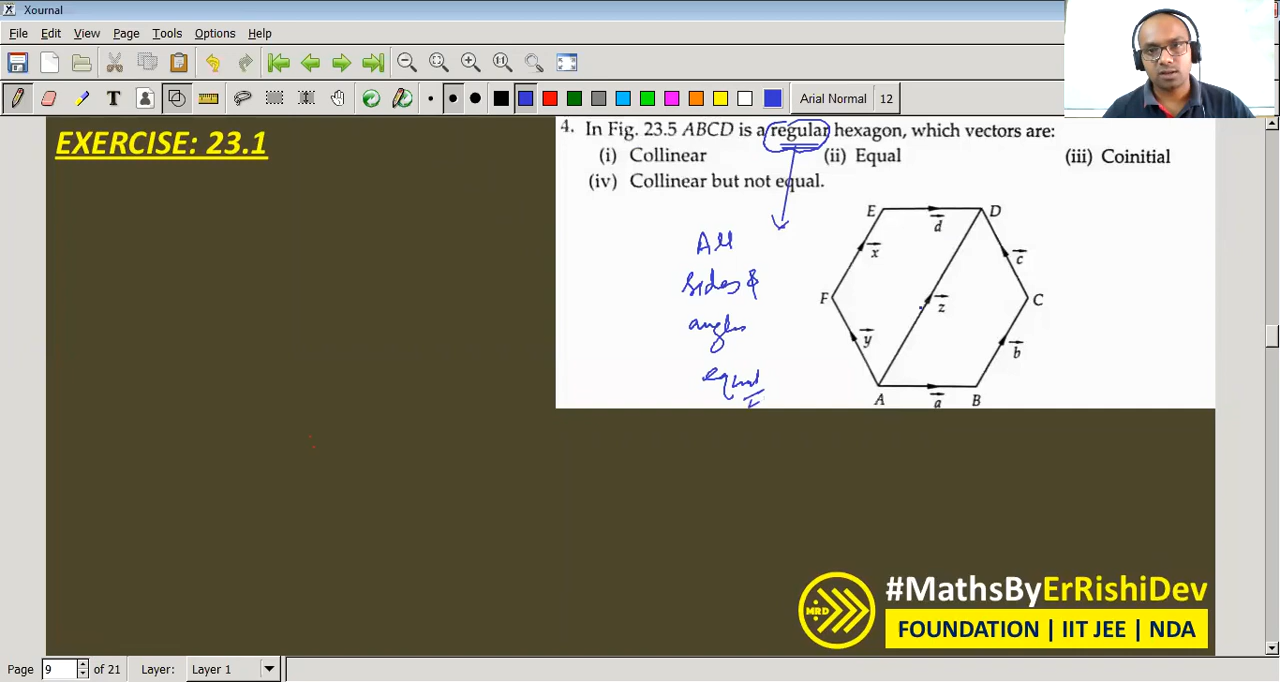 Xournal
File Edit View Page Tools Options Help
Arial Normal 12
EXERCISE: 23.1
4. In Fig. 23.5 ABCD is a regular hexagon, which vectors are:
(i) Collinear (ii) Equal (iii) Coinitial
(iv) Collinear but not equal.
All
sides &
angles
equal
E d D
x c
F z C
y b
A a B
MRD
#MathsByErRishiDev
FOUNDATION | IIT JEE | NDA
Page 9 of 21 Layer: Layer 1